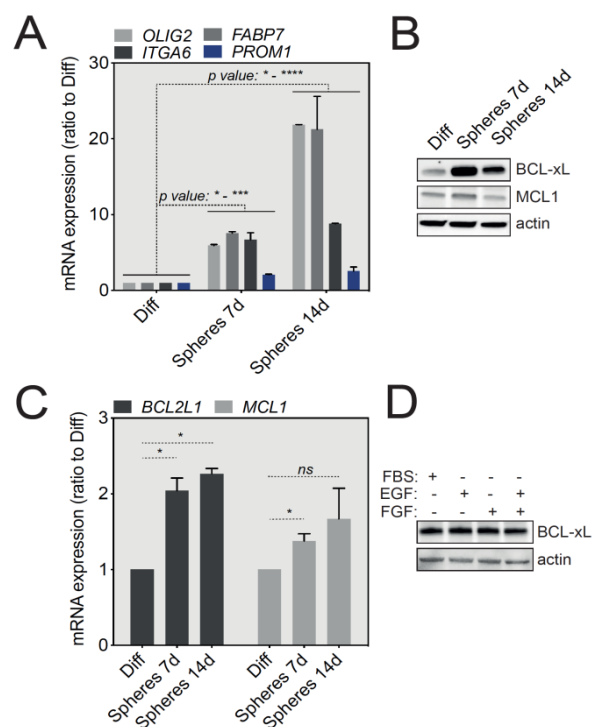 A
OLIG2 FABP7
ITGA6 PROM1
mRNA expression (ratio to Diff)
30
20
10
0
p value: * - ****
p value: * - ***
Diff
Spheres 7d
Spheres 14d
B
Diff
Spheres 7d
Spheres 14d
BCL-xL
MCL1
actin
C
BCL2L1 MCL1
mRNA expression (ratio to Diff)
3
2
1
0
*
*
ns
*
Diff
Spheres 7d
Spheres 14d
Diff
Spheres 7d
Spheres 14d
D
FBS: + - - -
EGF: - + - +
FGF: - - + +
BCL-xL
actin